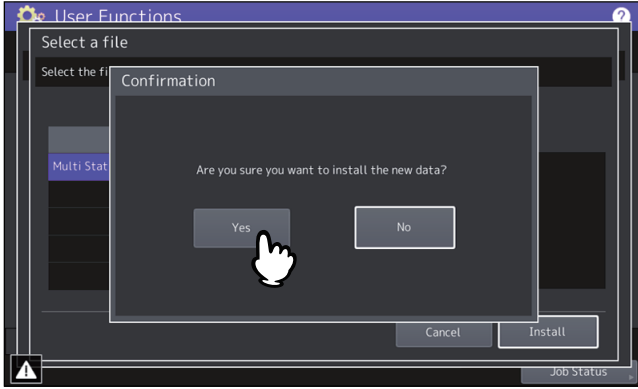 User Functions
?
Select a file
Select the fi
Confirmation
Multi Stat
Are you sure you want to install the new data?
Yes
No
Cancel
Install
Job Status